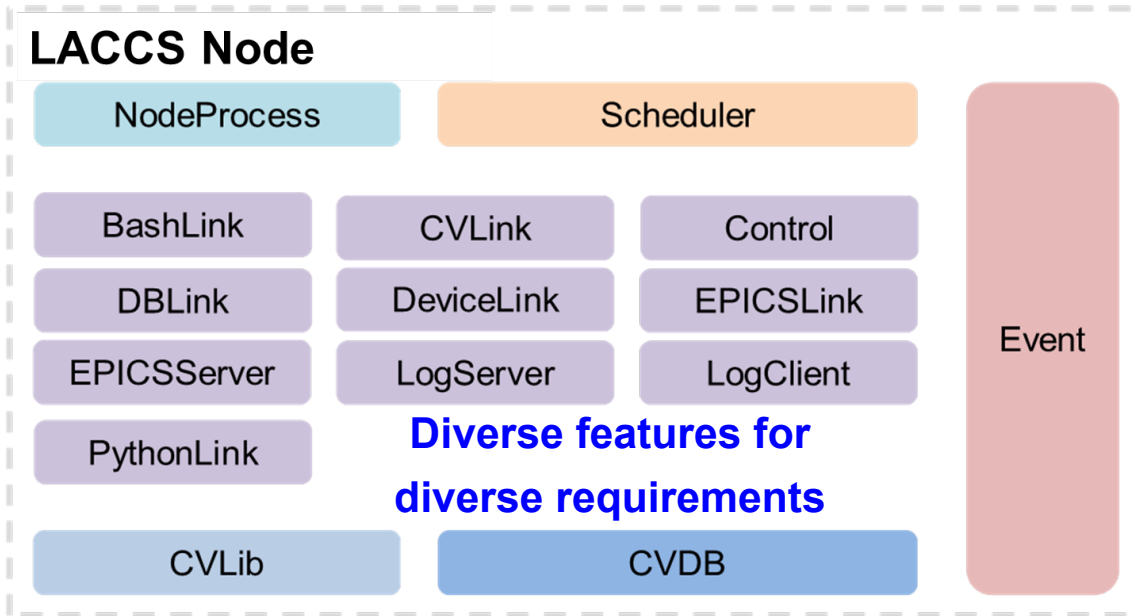 LACCS Node
NodeProcess
Scheduler
BashLink
CVLink
Control
DBLink
DeviceLink
EPICSLink
Event
EPICSServer
LogServer
LogClient
PythonLink
Diverse features for
diverse requirements
CVLib
CVDB